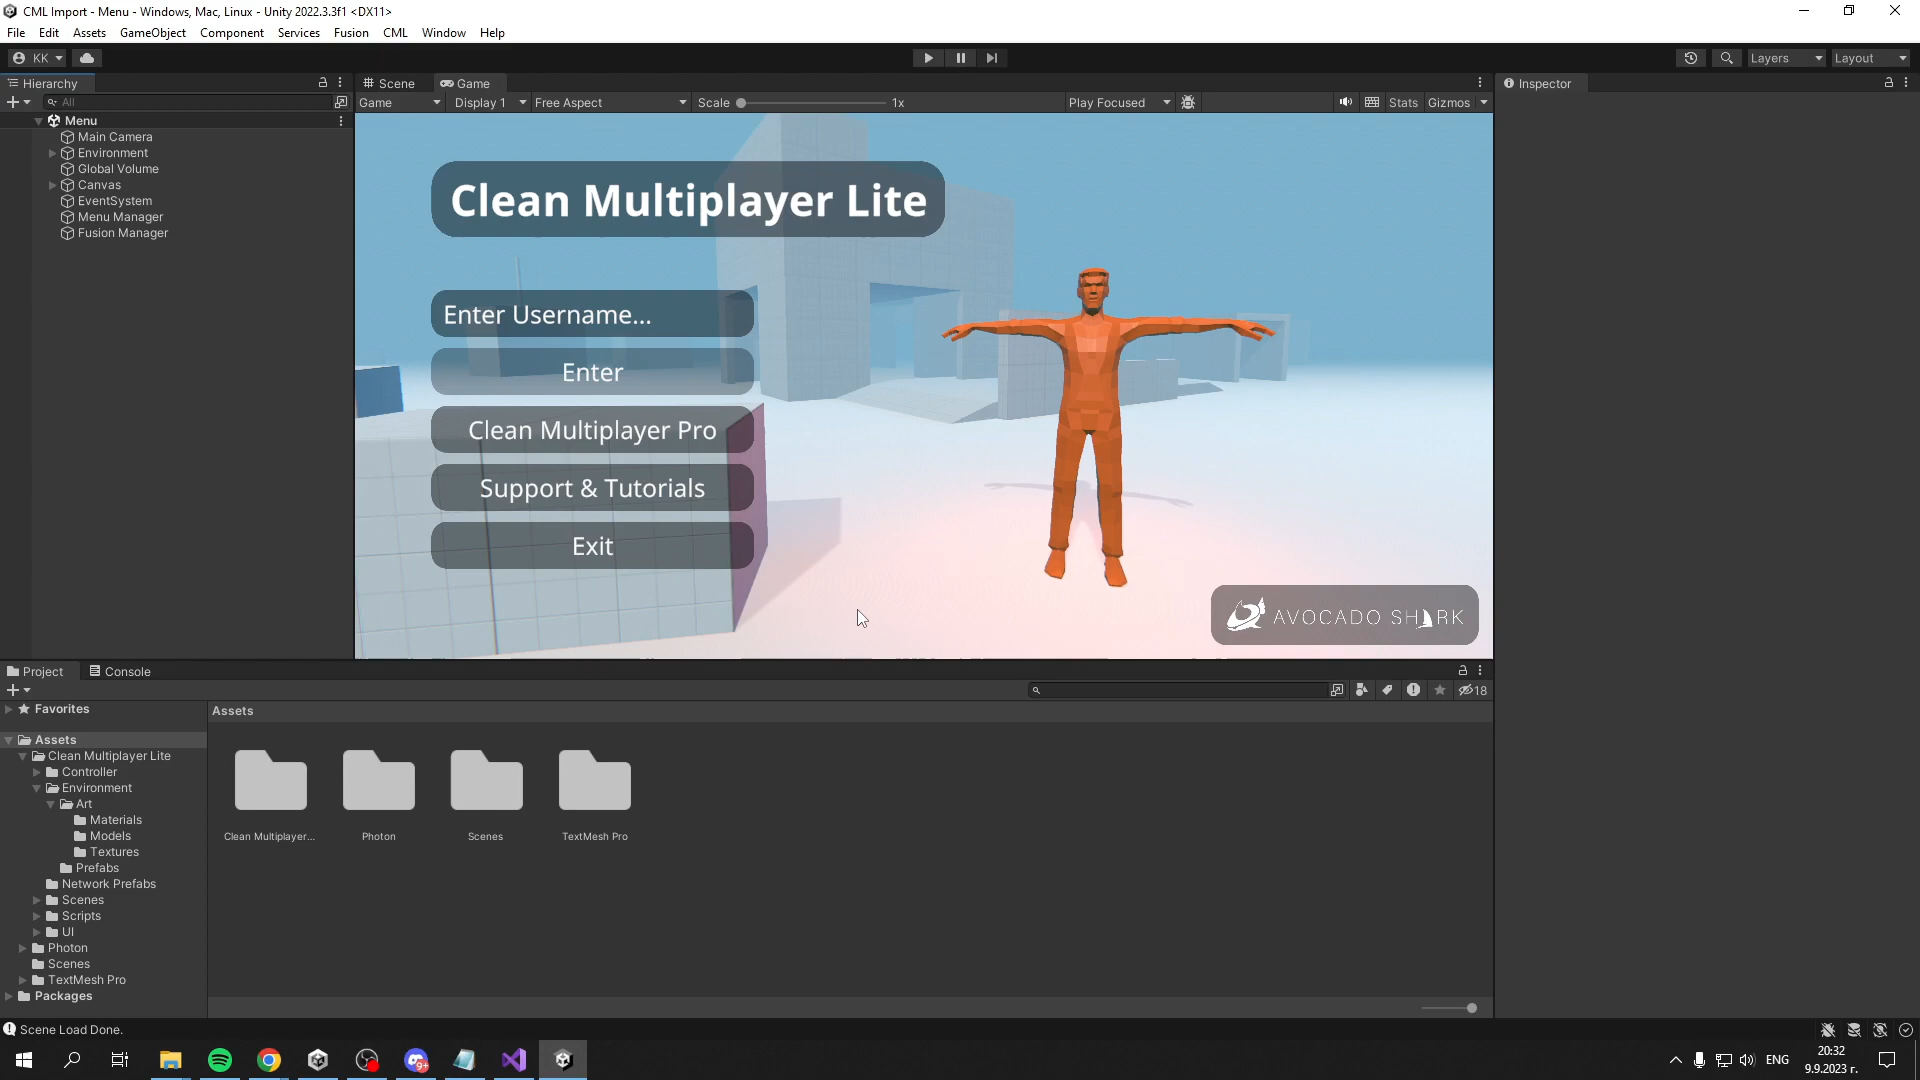 CML Import - Menu - Windows, Mac, Linux - Unity 2022.3.3f1 <DX11>
File Edit Assets GameObject Component Services Fusion CML Window Help
KK Layers Layout
Hierarchy Scene Game Inspector
All Game Display 1 Free Aspect Scale 1x Play Focused Stats Gizmos
Menu
Main Camera
Environment
Global Volume
Canvas
EventSystem
Menu Manager
Fusion Manager
Clean Multiplayer Lite
Enter Username...
Enter
Clean Multiplayer Pro
Support & Tutorials
Exit
AVOCADO SHARK
Project Console
18
Favorites
Assets
Clean Multiplayer Lite
Controller
Environment
Art
Materials
Models
Textures
Prefabs
Network Prefabs
Scenes
Scripts
UI
Photon
Scenes
TextMesh Pro
Packages
Assets
Clean Multiplayer... Photon Scenes TextMesh Pro
Scene Load Done.
9+
ENG
20:32
9.9.2023 г.